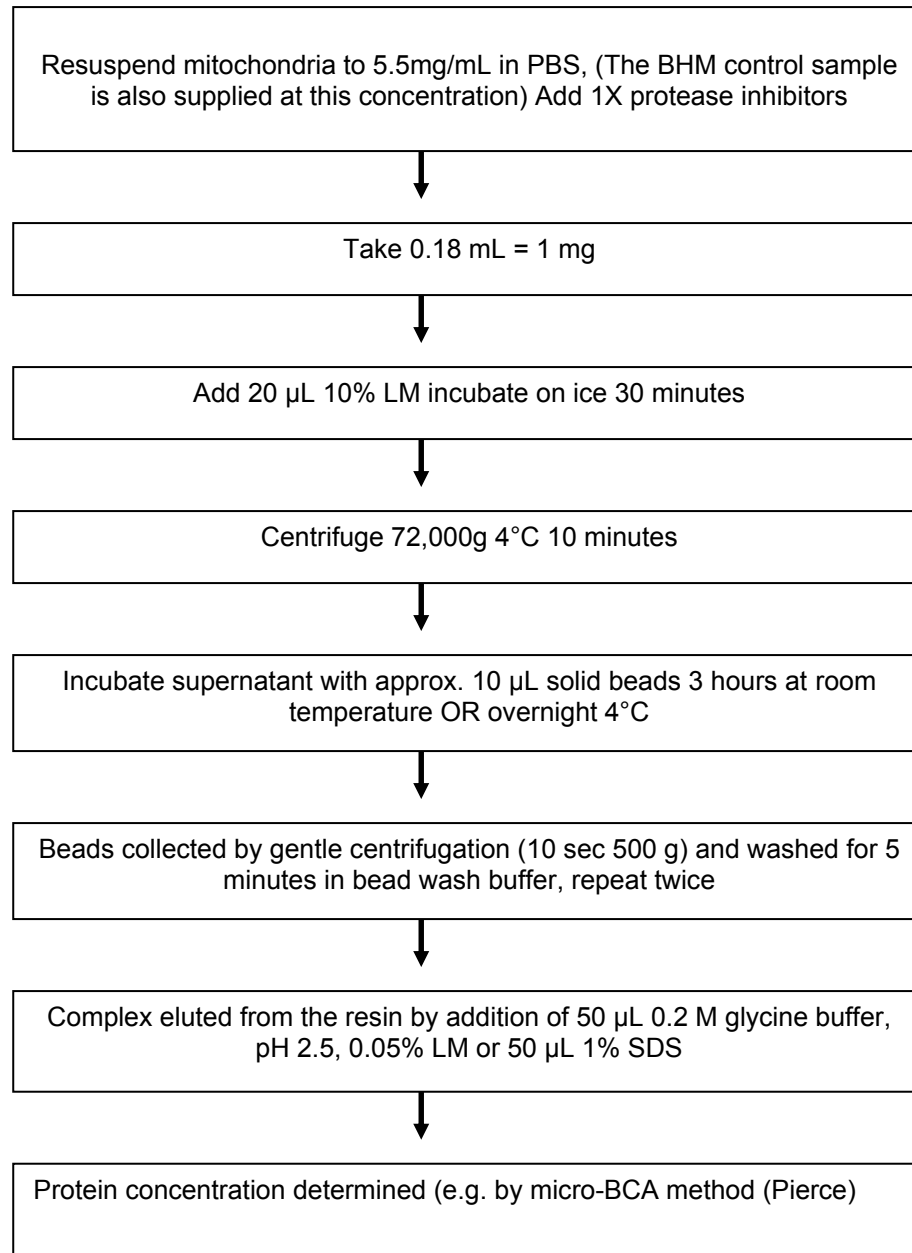 Resuspend mitochondria to 5.5mg/mL in PBS, (The BHM control sample
is also supplied at this concentration) Add 1X protease inhibitors
Take 0.18 mL = 1 mg
Add 20 µL 10% LM incubate on ice 30 minutes
Centrifuge 72,000g 4°C 10 minutes
Incubate supernatant with approx. 10 µL solid beads 3 hours at room
temperature OR overnight 4°C
Beads collected by gentle centrifugation (10 sec 500 g) and washed for 5
minutes in bead wash buffer, repeat twice
Complex eluted from the resin by addition of 50 µL 0.2 M glycine buffer,
pH 2.5, 0.05% LM or 50 µL 1% SDS
Protein concentration determined (e.g. by micro-BCA method (Pierce)